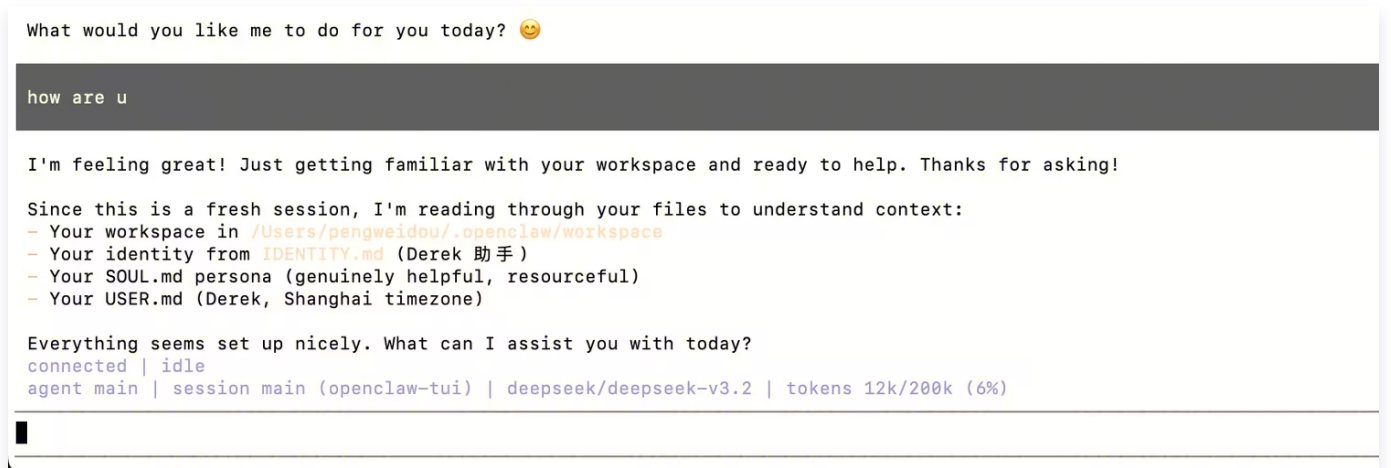 What would you like me to do for you today? 😊
how are u
I'm feeling great! Just getting familiar with your workspace and ready to help. Thanks for asking!
Since this is a fresh session, I'm reading through your files to understand context:
- Your workspace in /Users/pengweidou/.openclaw/workspace
- Your identity from IDENTITY.md (Derek 助手)
- Your SOUL.md persona (genuinely helpful, resourceful)
- Your USER.md (Derek, Shanghai timezone)
Everything seems set up nicely. What can I assist you with today?
connected | idle
agent main | session main (openclaw-tui) | deepseek/deepseek-v3.2 | tokens 12k/200k (6%)